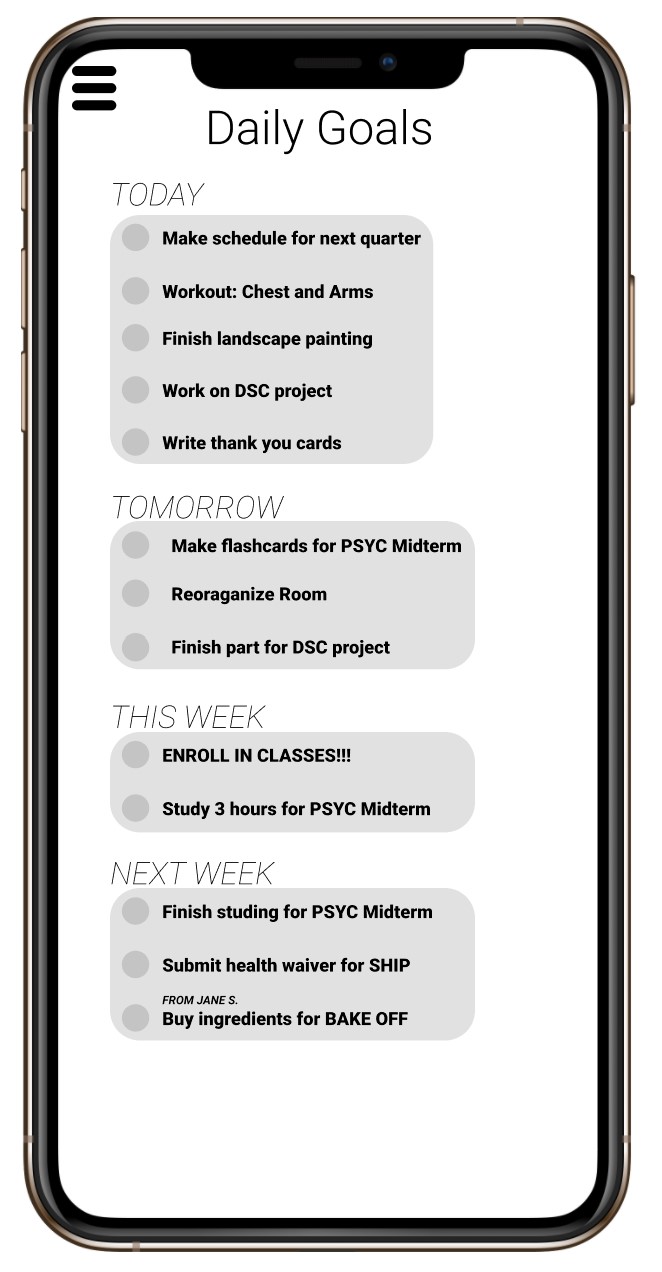 Daily Goals
TODAY
Make schedule for next quarter
Workout: Chest and Arms
Finish landscape painting
Work on DSC project
Write thank you cards
TOMORROW
Make flashcards for PSYC Midterm
Reoraganize Room
Finish part for DSC project
THIS WEEK
ENROLL IN CLASSES!!!
Study 3 hours for PSYC Midterm
NEXT WEEK
Finish studing for PSYC Midterm
Submit health waiver for SHIP
FROM JANE S.
Buy ingredients for BAKE OFF